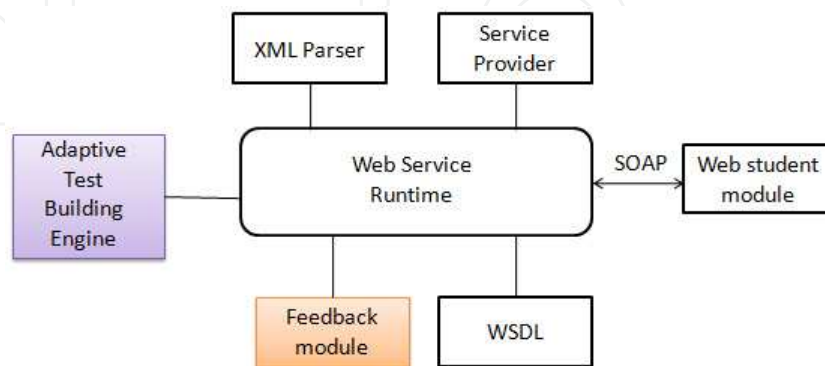 XML Parser
Service
Provider
Adaptive
Test
Building
Engine
Web Service
Runtime
SOAP
Web student
module
Feedback
module
WSDL